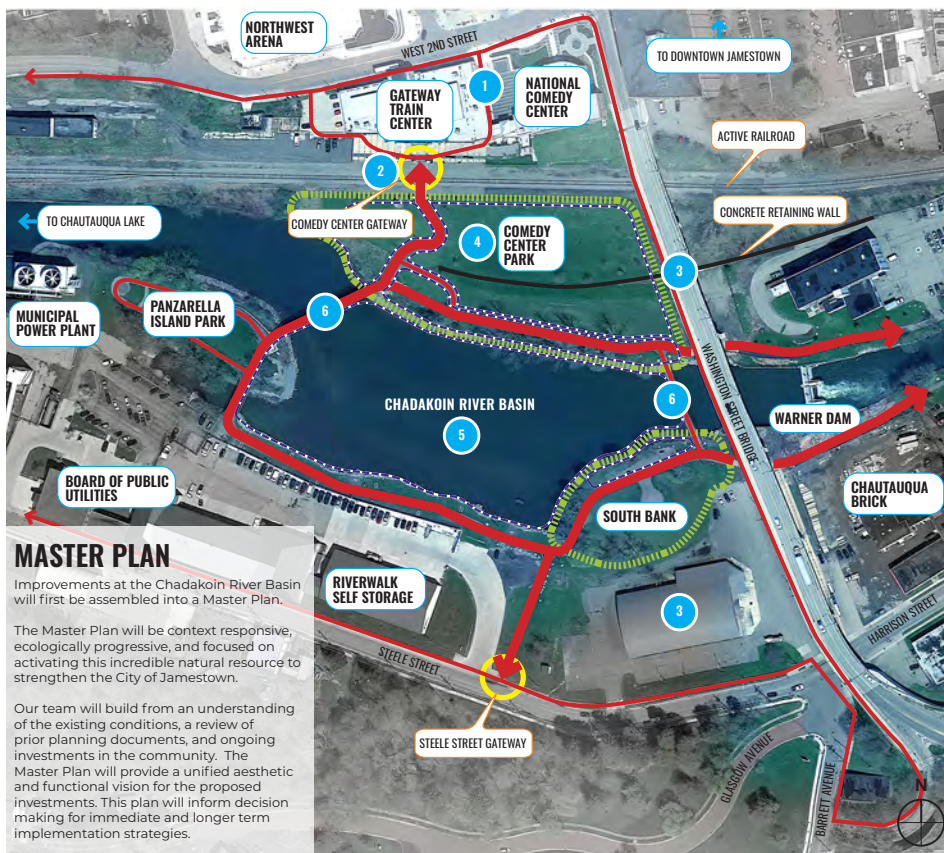 NORTHWEST
ARENA
WEST 2ND STREET
TO DOWNTOWN JAMESTOWN
1
GATEWAY
TRAIN
CENTER
NATIONAL
COMEDY
CENTER
ACTIVE RAILROAD
2
CONCRETE RETAINING WALL
TO CHAUTAUQUA LAKE
COMEDY CENTER GATEWAY
4
COMEDY
CENTER
PARK
3
MUNICIPAL
POWER PLANT
PANZARELLA
ISLAND PARK
6
WASHINGTON STREET BRIDGE
CHADAKOIN RIVER BASIN
5
6
WARNER DAM
BOARD OF PUBLIC
UTILITIES
SOUTH BANK
CHAUTAUQUA
BRICK
MASTER PLAN
Improvements at the Chadakoin River Basin
will first be assembled into a Master Plan.
The Master Plan will be context responsive,
ecologically progressive, and focused on
activating this incredible natural resource to
strengthen the City of Jamestown.
Our team will build from an understanding
of the existing conditions, a review of
prior planning documents, and ongoing
investments in the community. The
Master Plan will provide a unified aesthetic
and functional vision for the proposed
investments. This plan will inform decision
making for immediate and longer term
implementation strategies.
RIVERWALK
SELF STORAGE
3
HARRISON STREET
STEELE STREET
STEELE STREET GATEWAY
GLASGOW AVENUE
BARRETT AVENUE
N